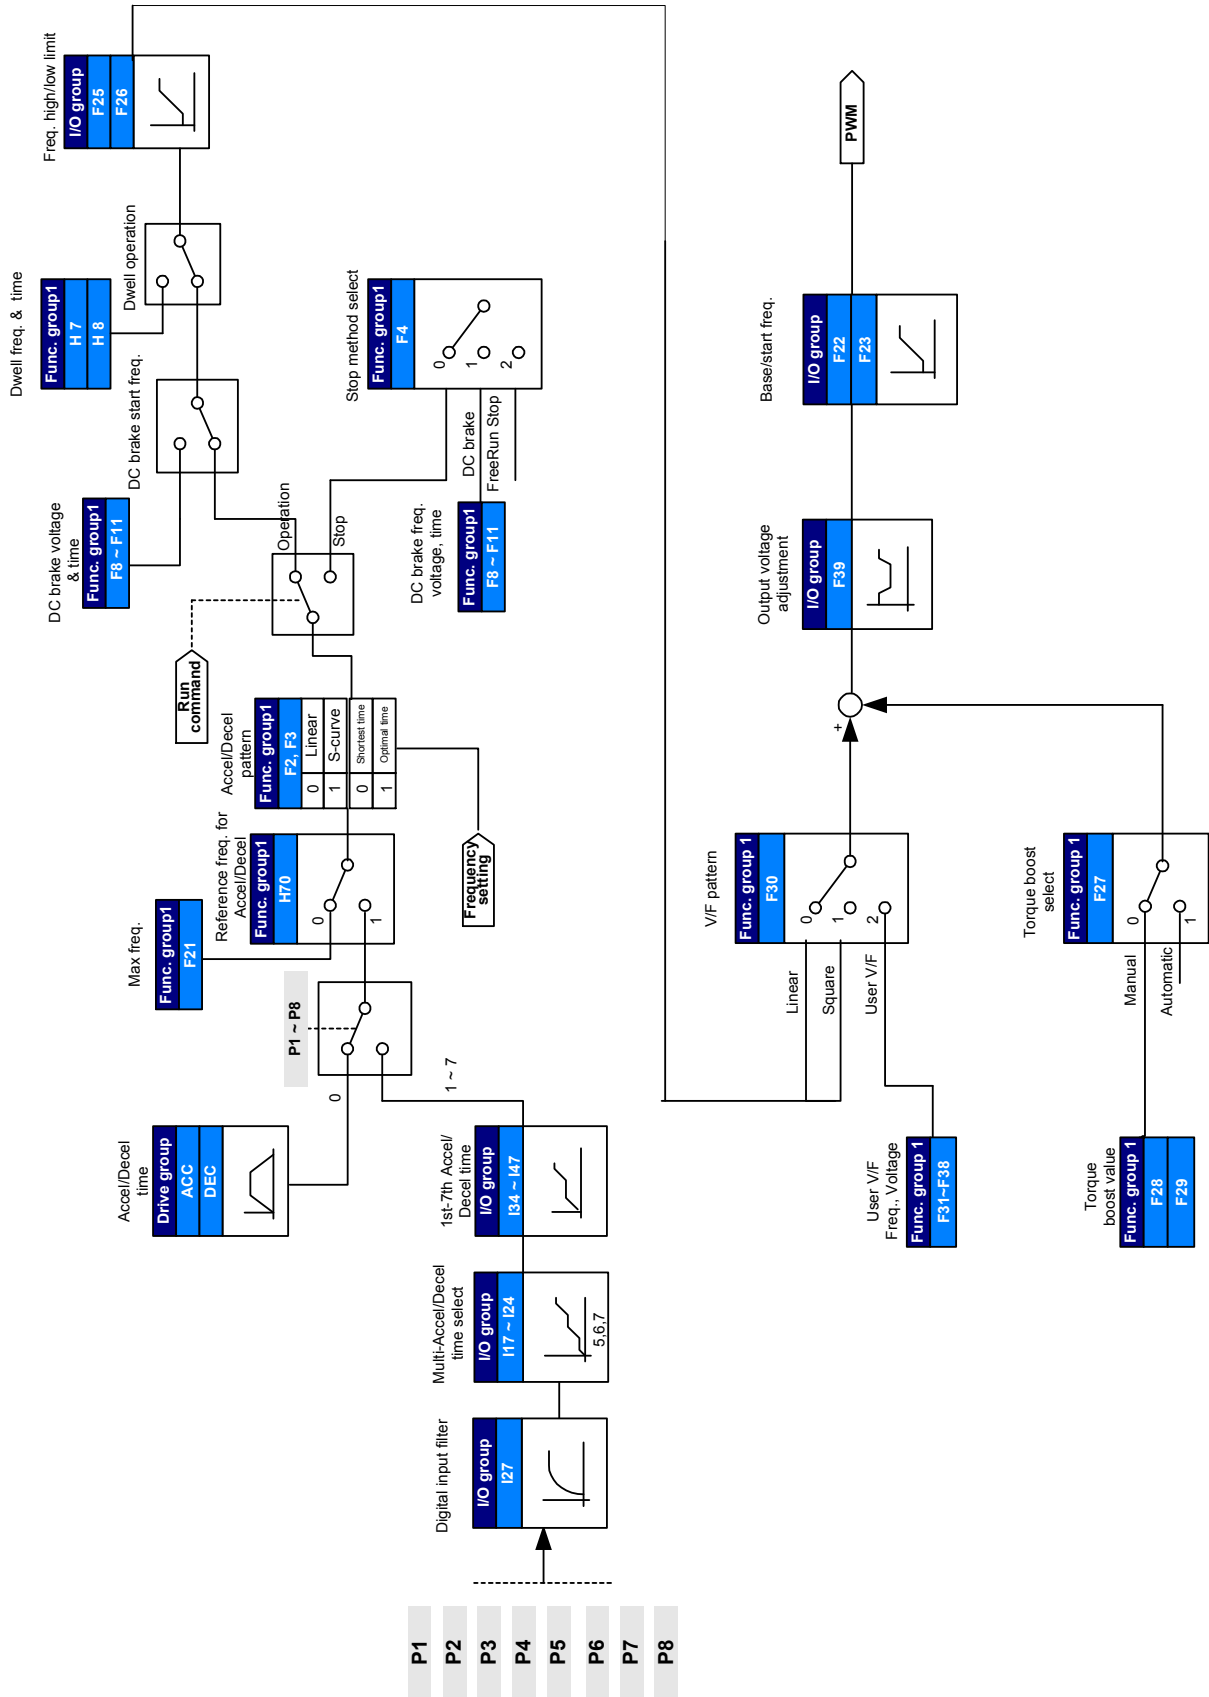 P1
P2
P3
P4
P5
P6
P7
P8
Digital input filter
I/O group
I27
Multi-Accel/Decel
time select
I/O group
I17 ~ I24
5,6,7
1st-7th Accel/
Decel time
I/O group
I34 ~ I47
1 ~ 7
Accel/Decel
time
Drive group
ACC
DEC
0
P1 ~ P8
Max freq.
Func. group1
F21
Reference freq. for
Accel/Decel
Func. group1
H70
0
1
Frequency
setting
Accel/Decel
pattern
Func. group1
F2, F3
0 Linear
1 S-curve
0 Shortest time
1 Optimal time
Run
command
Operation
Stop
DC brake voltage
& time
Func. group1
F8 ~ F11
DC brake start freq.
DC brake freq.
voltage, time
Func. group1
F8 ~ F11
DC brake
FreeRun Stop
Stop method select
Func. group1
F4
0
1
2
Dwell freq. & time
Func. group1
H 7
H 8
Dwell operation
Freq. high/low limit
I/O group
F25
F26
User V/F
Freq., Voltage
Func. group 1
F31~F38
Linear
Square
User V/F
V/F pattern
Func. group 1
F30
0
1
2
Torque
boost value
Func. group 1
F28
F29
Manual
Automatic
Torque boost
select
Func. group 1
F27
0
1
+
Output voltage
adjustment
I/O group
F39
Base/start freq.
I/O group
F22
F23
PWM